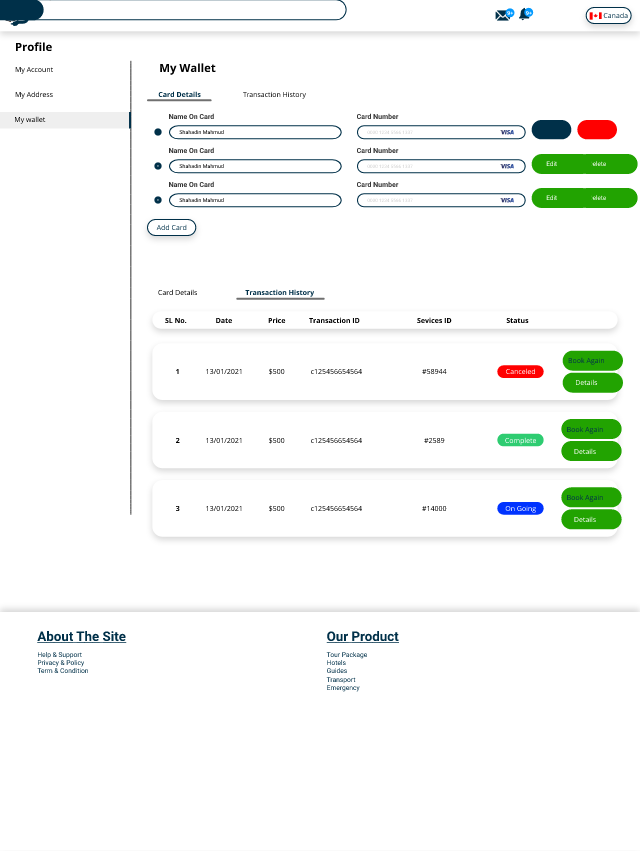 9+ 9+ Canada
Profile
My Account
My Address
My wallet
My Wallet
Card Details Transaction History
Name On Card Card Number
Shahadin Mahmud VISA
Name On Card Card Number
Shahadin Mahmud VISA Edit elete
Name On Card Card Number
Shahadin Mahmud VISA Edit elete
Add Card
Card Details Transaction History
SL No. Date Price Transaction ID Sevices ID Status
1 13/01/2021 $500 c125456654564 #58944 Canceled Book Again
Details
2 13/01/2021 $500 c125456654564 #2589 Complete Book Again
Details
3 13/01/2021 $500 c125456654564 #14000 On Going Book Again
Details
About The Site Our Product
Help & Support Tour Package
Privacy & Policy Hotels
Term & Condition Guides
Transport
Emergency